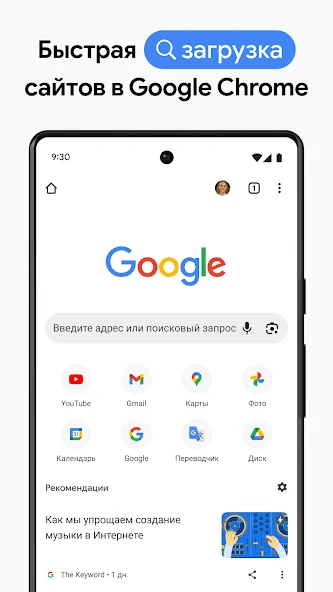 Быстрая загрузка
сайтов в Google Chrome
9:30
1
Google
Введите адрес или поисковый запрос
YouTube Gmail Карты Фото
31
Календарь Google Переводчик Диск
Рекомендации
Как мы упрощаем создание
музыки в Интернете
The Keyword • 1 дн.